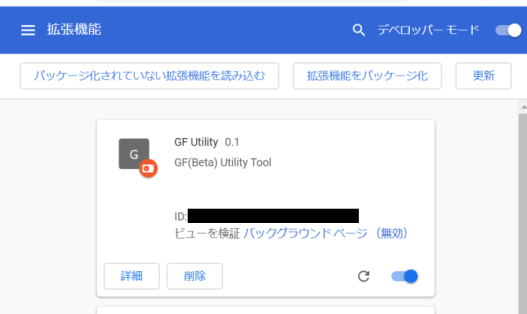 拡張機能
デベロッパー モード
パッケージ化されていない拡張機能を読み込む
拡張機能をパッケージ化
更新
G
GF Utility 0.1
GF(Beta) Utility Tool
ID:
ビューを検証 バックグラウンド ページ （無効）
詳細
削除